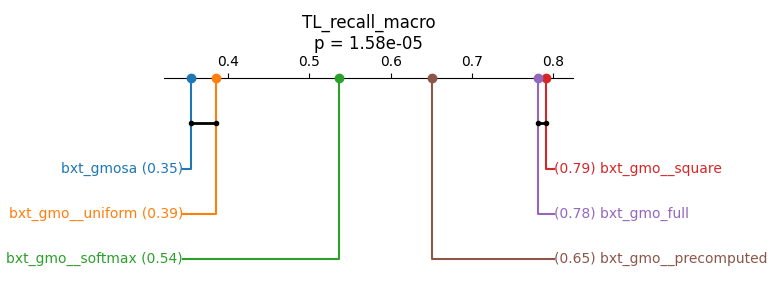 TL_recall_macro
p = 1.58e-05
0.4 0.5 0.6 0.7 0.8
bxt_gmosa (0.35)
(0.79) bxt_gmo__square
bxt_gmo__uniform (0.39)
(0.78) bxt_gmo_full
bxt_gmo__softmax (0.54)
(0.65) bxt_gmo__precomputed